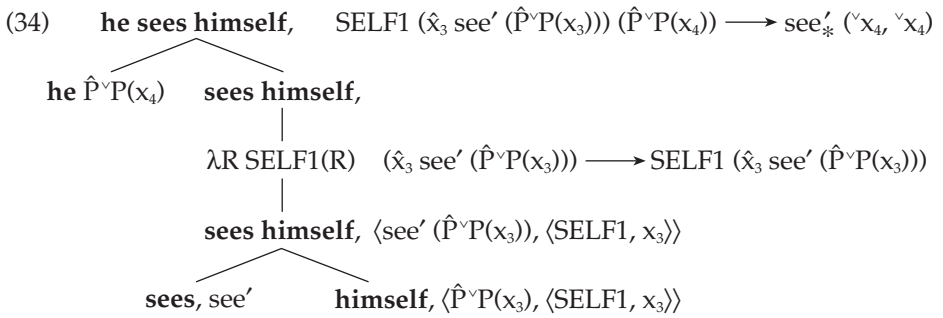 (34) he sees himself, SELF1 (x̂₃ see′ (P̂ˇP(x₃))) (P̂ˇP(x₄)) ⟶ see′⁎ (ˇx₄, ˇx₄)
he P̂ˇP(x₄) sees himself,
λR SELF1(R) (x̂₃ see′ (P̂ˇP(x₃))) ⟶ SELF1 (x̂₃ see′ (P̂ˇP(x₃)))
sees himself, ⟨see′ (P̂ˇP(x₃)), ⟨SELF1, x₃⟩⟩
sees, see′ himself, ⟨P̂ˇP(x₃), ⟨SELF1, x₃⟩⟩